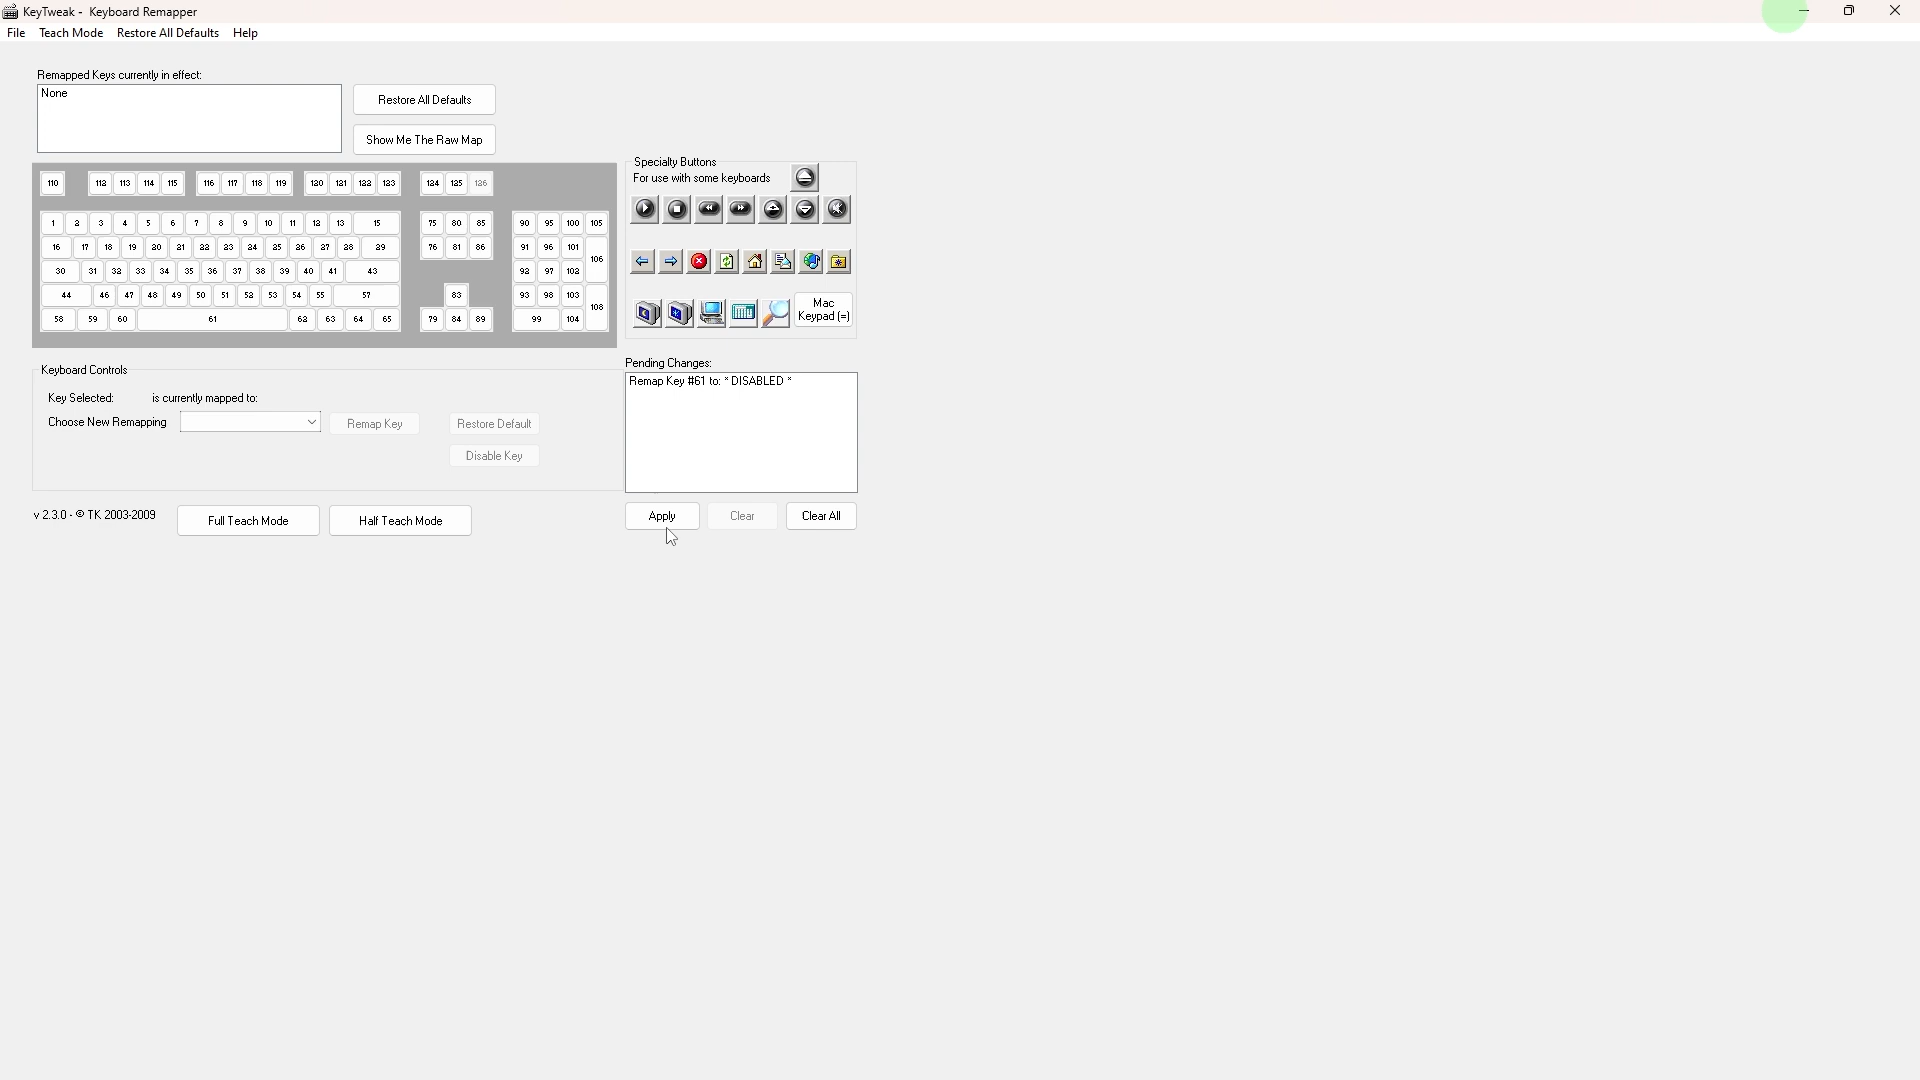 KeyTweak - Keyboard Remapper
File Teach Mode Restore All Defaults Help
Remapped Keys currently in effect:
None
Restore All Defaults
Show Me The Raw Map
Specialty Buttons
For use with some keyboards
110 112 113 114 115 116 117 118 119 120 121 122 123 124 125 126
1 2 3 4 5 6 7 8 9 10 11 12 13 15 75 80 85 90 95 100 105
16 17 18 19 20 21 22 23 24 25 26 27 28 29 76 81 86 91 96 101
106
30 31 32 33 34 35 36 37 38 39 40 41 43 92 97 102
44 46 47 48 49 50 51 52 53 54 55 57 83 93 98 103
108
58 59 60 61 62 63 64 65 79 84 89 99 104
Mac
Keypad (=)
Keyboard Controls
Key Selected: is currently mapped to:
Choose New Remapping Remap Key Restore Default
Disable Key
Pending Changes:
Remap Key #61 to: * DISABLED *
v 2.3.0 - © TK 2003-2009 Full Teach Mode Half Teach Mode
Apply Clear Clear All